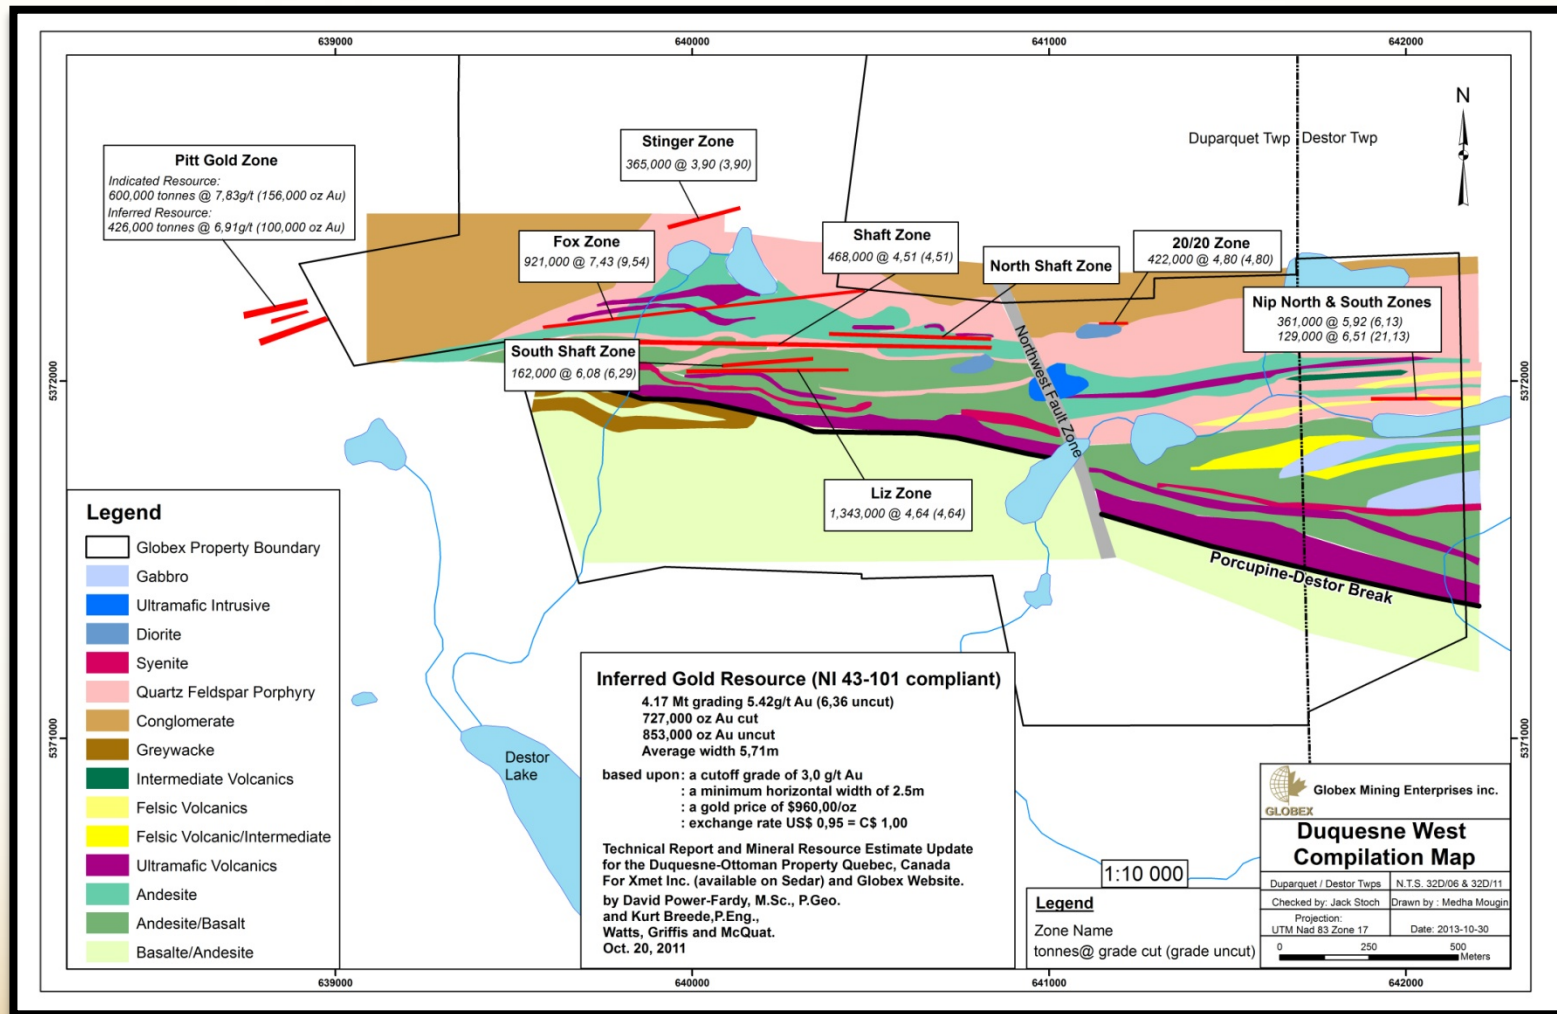 639000
640000
641000
642000
N
Duparquet Twp
Destor Twp
Pitt Gold Zone
Indicated Resource:
600,000 tonnes @ 7,83g/t (156,000 oz Au)
Inferred Resource:
426,000 tonnes @ 6,91g/t (100,000 oz Au)
Stinger Zone
365,000 @ 3,90 (3,90)
Fox Zone
921,000 @ 7,43 (9,54)
Shaft Zone
468,000 @ 4,51 (4,51)
North Shaft Zone
20/20 Zone
422,000 @ 4,80 (4,80)
Nip North & South Zones
361,000 @ 5,92 (6,13)
129,000 @ 6,51 (21,13)
South Shaft Zone
162,000 @ 6,08 (6,29)
Northwest Fault Zone
5372000
5372000
Liz Zone
1,343,000 @ 4,64 (4,64)
Porcupine-Destor Break
Legend
Globex Property Boundary
Gabbro
Ultramafic Intrusive
Diorite
Syenite
Quartz Feldspar Porphyry
Conglomerate
Greywacke
Intermediate Volcanics
Felsic Volcanics
Felsic Volcanic/Intermediate
Ultramafic Volcanics
Andesite
Andesite/Basalt
Basalte/Andesite
5371000
5371000
Destor
Lake
Inferred Gold Resource (NI 43-101 compliant)
4.17 Mt grading 5.42g/t Au (6,36 uncut)
727,000 oz Au cut
853,000 oz Au uncut
Average width 5,71m
based upon : a cutoff grade of 3,0 g/t Au
: a minimum horizontal width of 2.5m
: a gold price of $960,00/oz
: exchange rate US$ 0,95 = C$ 1,00
Technical Report and Mineral Resource Estimate Update
for the Duquesne-Ottoman Property Quebec, Canada
For Xmet Inc. (available on Sedar) and Globex Website.
by David Power-Fardy, M.Sc., P.Geo.
and Kurt Breede,P.Eng.,
Watts, Griffis and McQuat.
Oct. 20, 2011
1:10 000
Legend
Zone Name
tonnes@ grade cut (grade uncut)
GLOBEX
Globex Mining Enterprises inc.
Duquesne West
Compilation Map
Duparquet / Destor Twps
N.T.S. 32D/06 & 32D/11
Checked by: Jack Stoch
Drawn by : Medha Mougin
Projection:
UTM Nad 83 Zone 17
Date: 2013-10-30
0 250 500
Meters
639000
640000
641000
642000